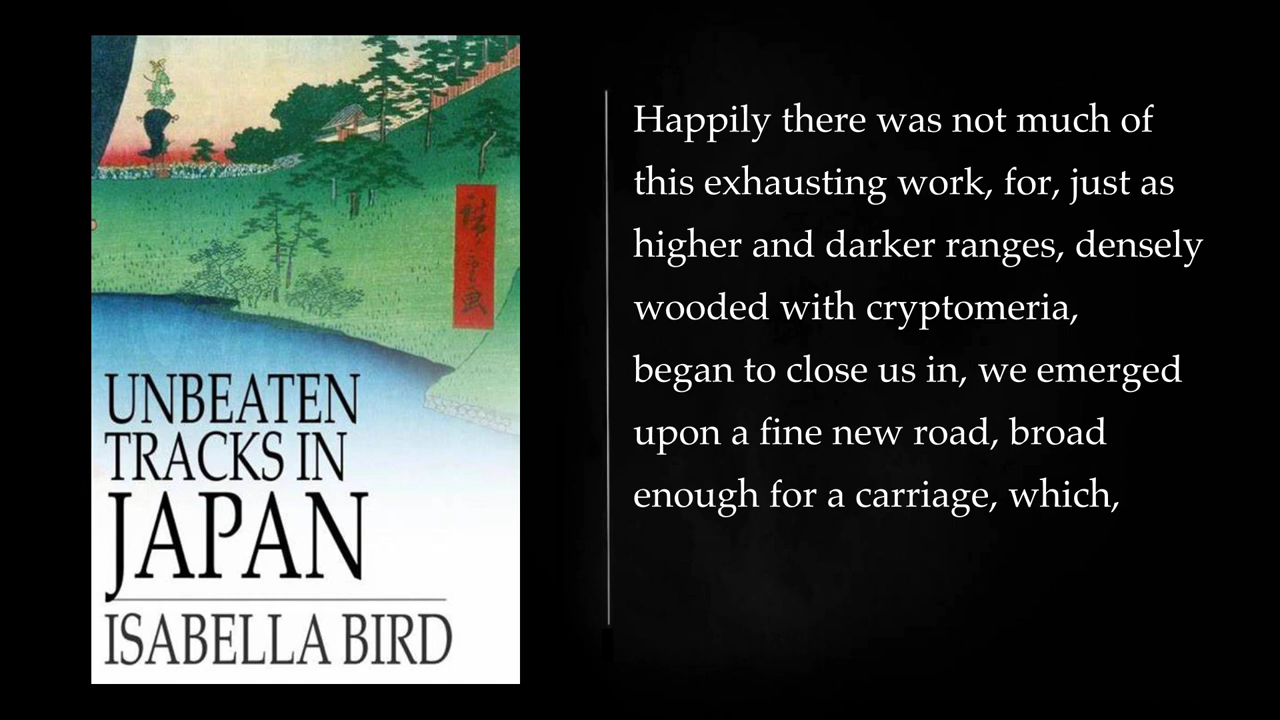 UNBEATEN
TRACKS IN
JAPAN
ISABELLA BIRD
Happily there was not much of
this exhausting work, for, just as
higher and darker ranges, densely
wooded with cryptomeria,
began to close us in, we emerged
upon a fine new road, broad
enough for a carriage, which,